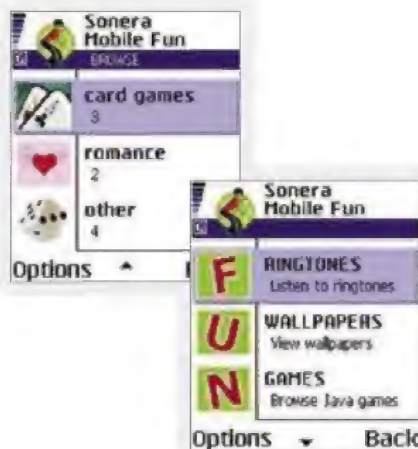 Sonera
Mobile Fun
BROWSE
card games
3
romance
2
other
4
Options
Sonera
Mobile Fun
F
RINGTONES
Listen to ringtones
U
WALLPAPERS
View wallpapers
N
GAMES
Browse Java games
Options
Back